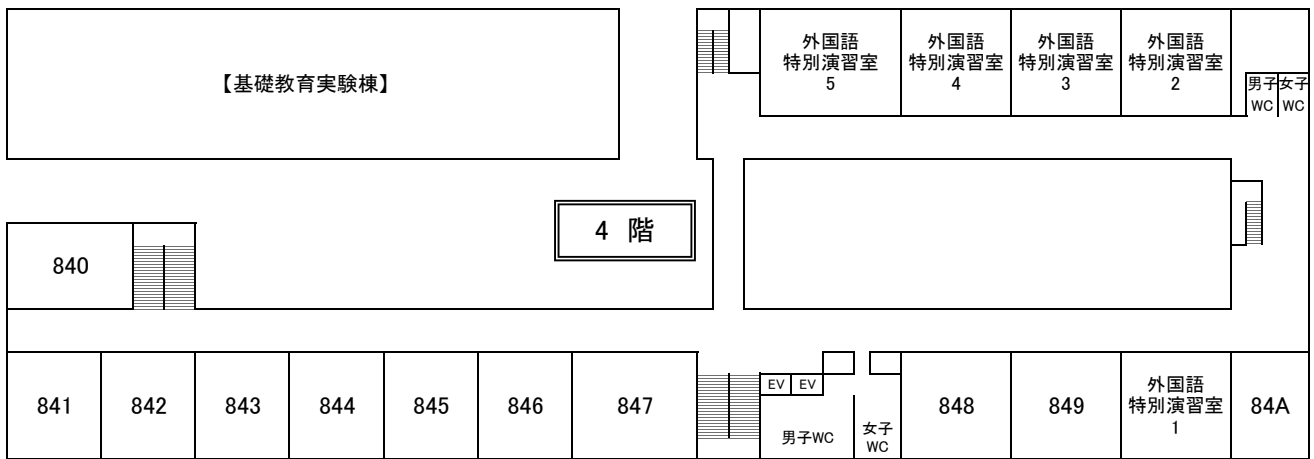 【基礎教育実験棟】
外国語
特別演習室
5
外国語
特別演習室
4
外国語
特別演習室
3
外国語
特別演習室
2
男子
WC
女子
WC
4 階
840
841
842
843
844
845
846
847
EV
EV
男子WC
女子
WC
848
849
外国語
特別演習室
1
84A